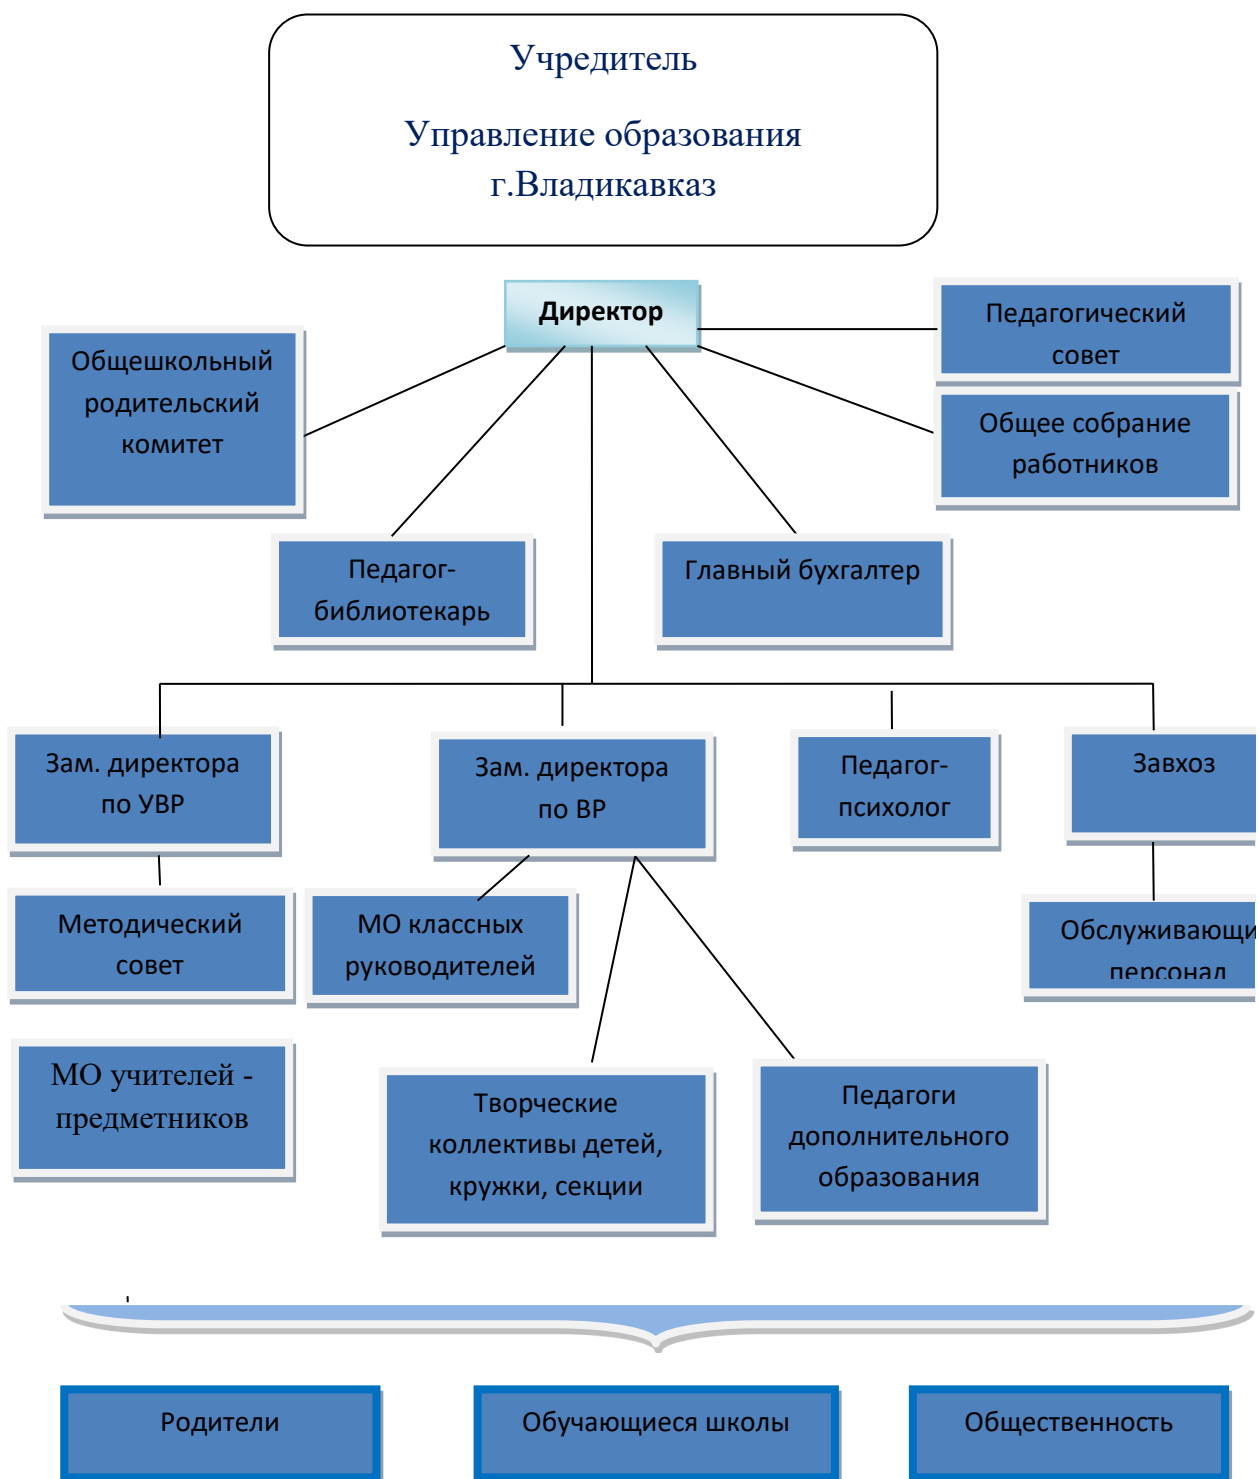 Учредитель
Управление образования
г.Владикавказ
Директор
Педагогический
совет
Общешкольный
родительский
комитет
Общее собрание
работников
Педагог-
библиотекарь
Главный бухгалтер
Зам. директора
по УВР
Зам. директора
по ВР
Педагог-
психолог
Завхоз
Методический
совет
МО классных
руководителей
Обслуживающи
персонал
МО учителей -
предметников
Творческие
коллективы детей,
кружки, секции
Педагоги
дополнительного
образования
Родители
Обучающиеся школы
Общественность